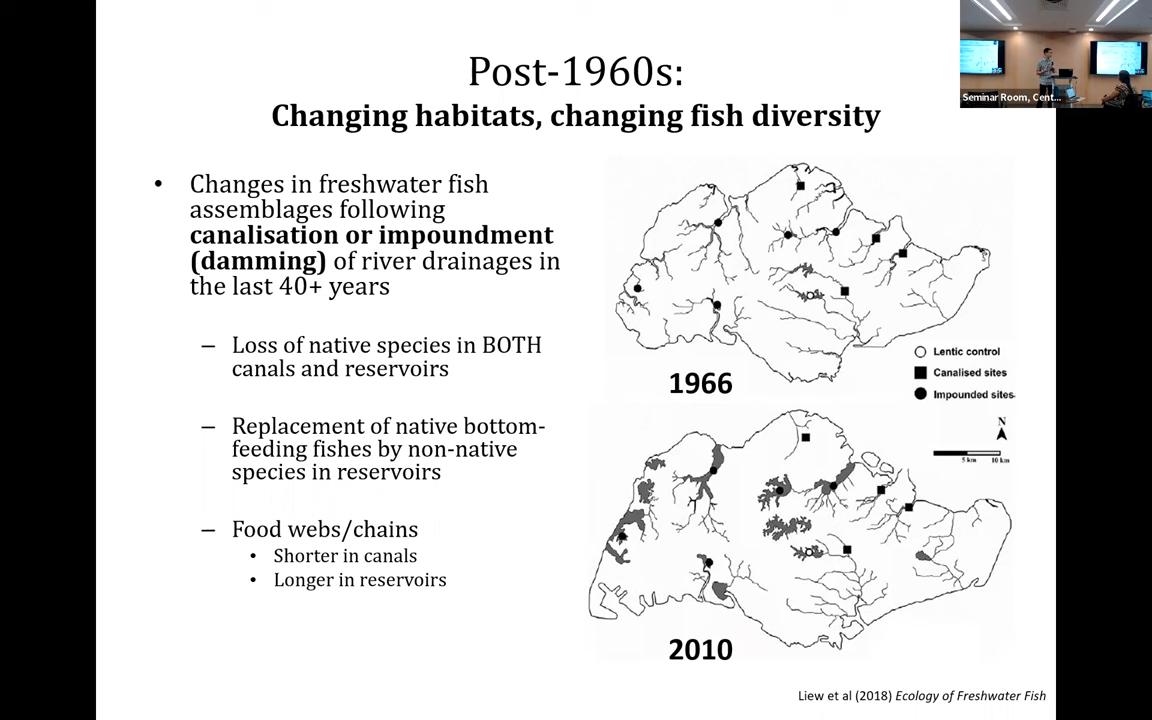 Seminar Room, Cent...
Post-1960s:
Changing habitats, changing fish diversity
• Changes in freshwater fish
assemblages following
canalisation or impoundment
(damming) of river drainages in
the last 40+ years
– Loss of native species in BOTH
canals and reservoirs
– Replacement of native bottom-
feeding fishes by non-native
species in reservoirs
– Food webs/chains
• Shorter in canals
• Longer in reservoirs
1966
Lentic control
Canalised sites
Impounded sites
N
5 km 10 km
2010
Liew et al (2018) Ecology of Freshwater Fish